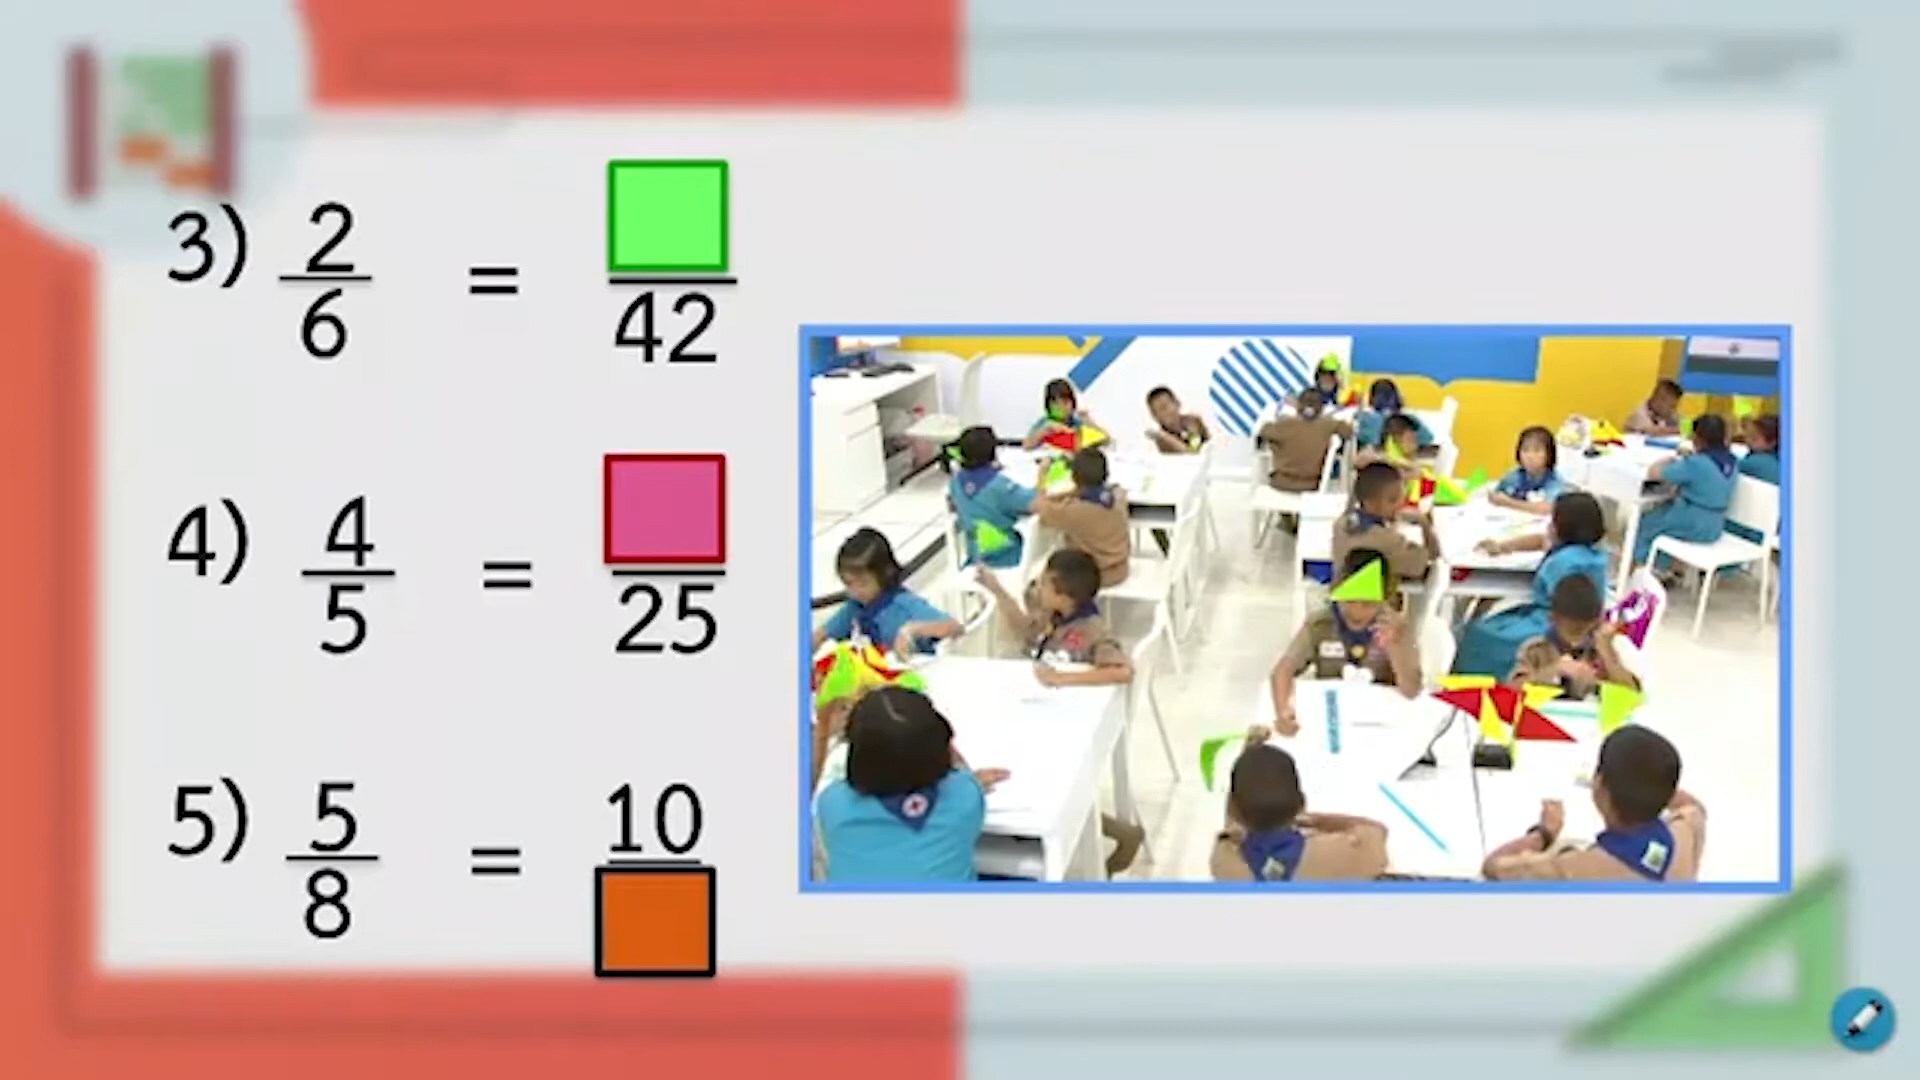 3) 2/6 = /42
4) 4/5 = /25
5) 5/8 = 10/